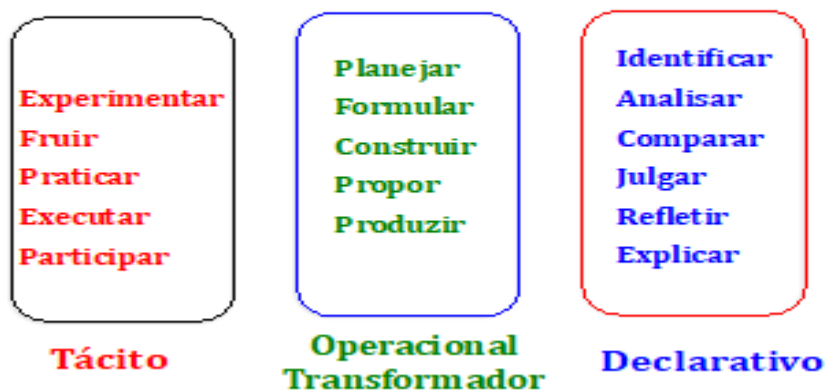 Experimentar
Fruir
Praticar
Executar
Participar
Tácito
Planejar
Formular
Construir
Propor
Produzir
Operacional
Transformador
Identificar
Analisar
Comparar
Julgar
Refletir
Explicar
Declarativo